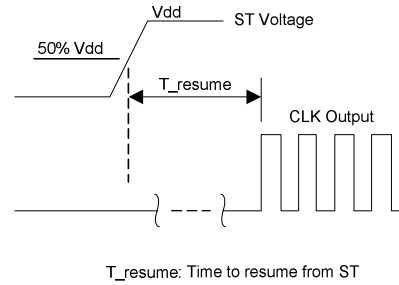 Vdd
ST Voltage
50% Vdd
T_resume
CLK Output
T_resume: Time to resume from ST